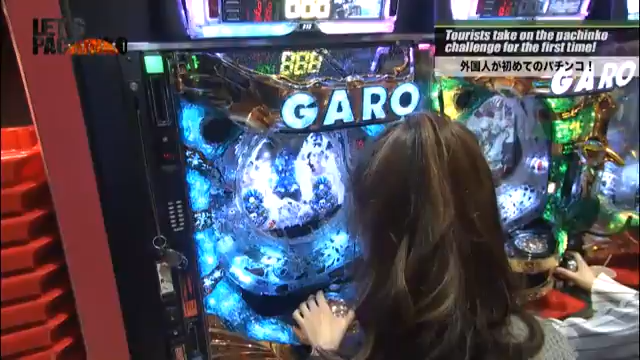 LET'S
PACHINKO
Tourists take on the pachinko
challenge for the first time!
外国人が初めてのパチンコ!
888
GARO
GARO